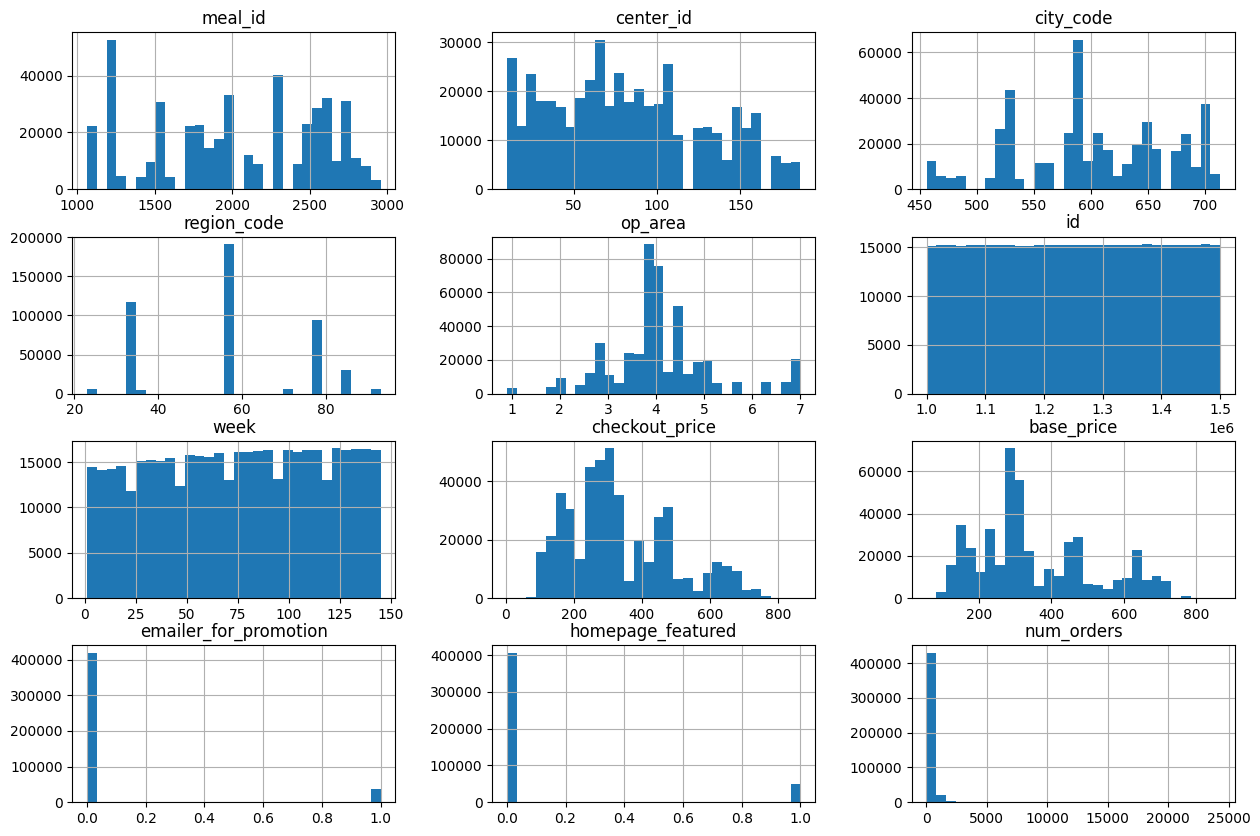 meal_id center_id city_code
40000 20000 0
1000 1500 2000 2500 3000
30000 20000 10000 0
50 100 150
60000 40000 20000 0
450 500 550 600 650 700
region_code op_area id
200000 150000 100000 50000 0
20 40 60 80
80000 60000 40000 20000 0
1 2 3 4 5 6 7
15000 10000 5000 0
1.0 1.1 1.2 1.3 1.4 1.5
1e6
week checkout_price base_price
15000 10000 5000 0
0 25 50 75 100 125 150
40000 20000 0
0 200 400 600 800
60000 40000 20000 0
200 400 600 800
emailer_for_promotion homepage_featured num_orders
400000 300000 200000 100000 0
0.0 0.2 0.4 0.6 0.8 1.0
400000 300000 200000 100000 0
0.0 0.2 0.4 0.6 0.8 1.0
400000 300000 200000 100000 0
0 5000 10000 15000 20000 25000